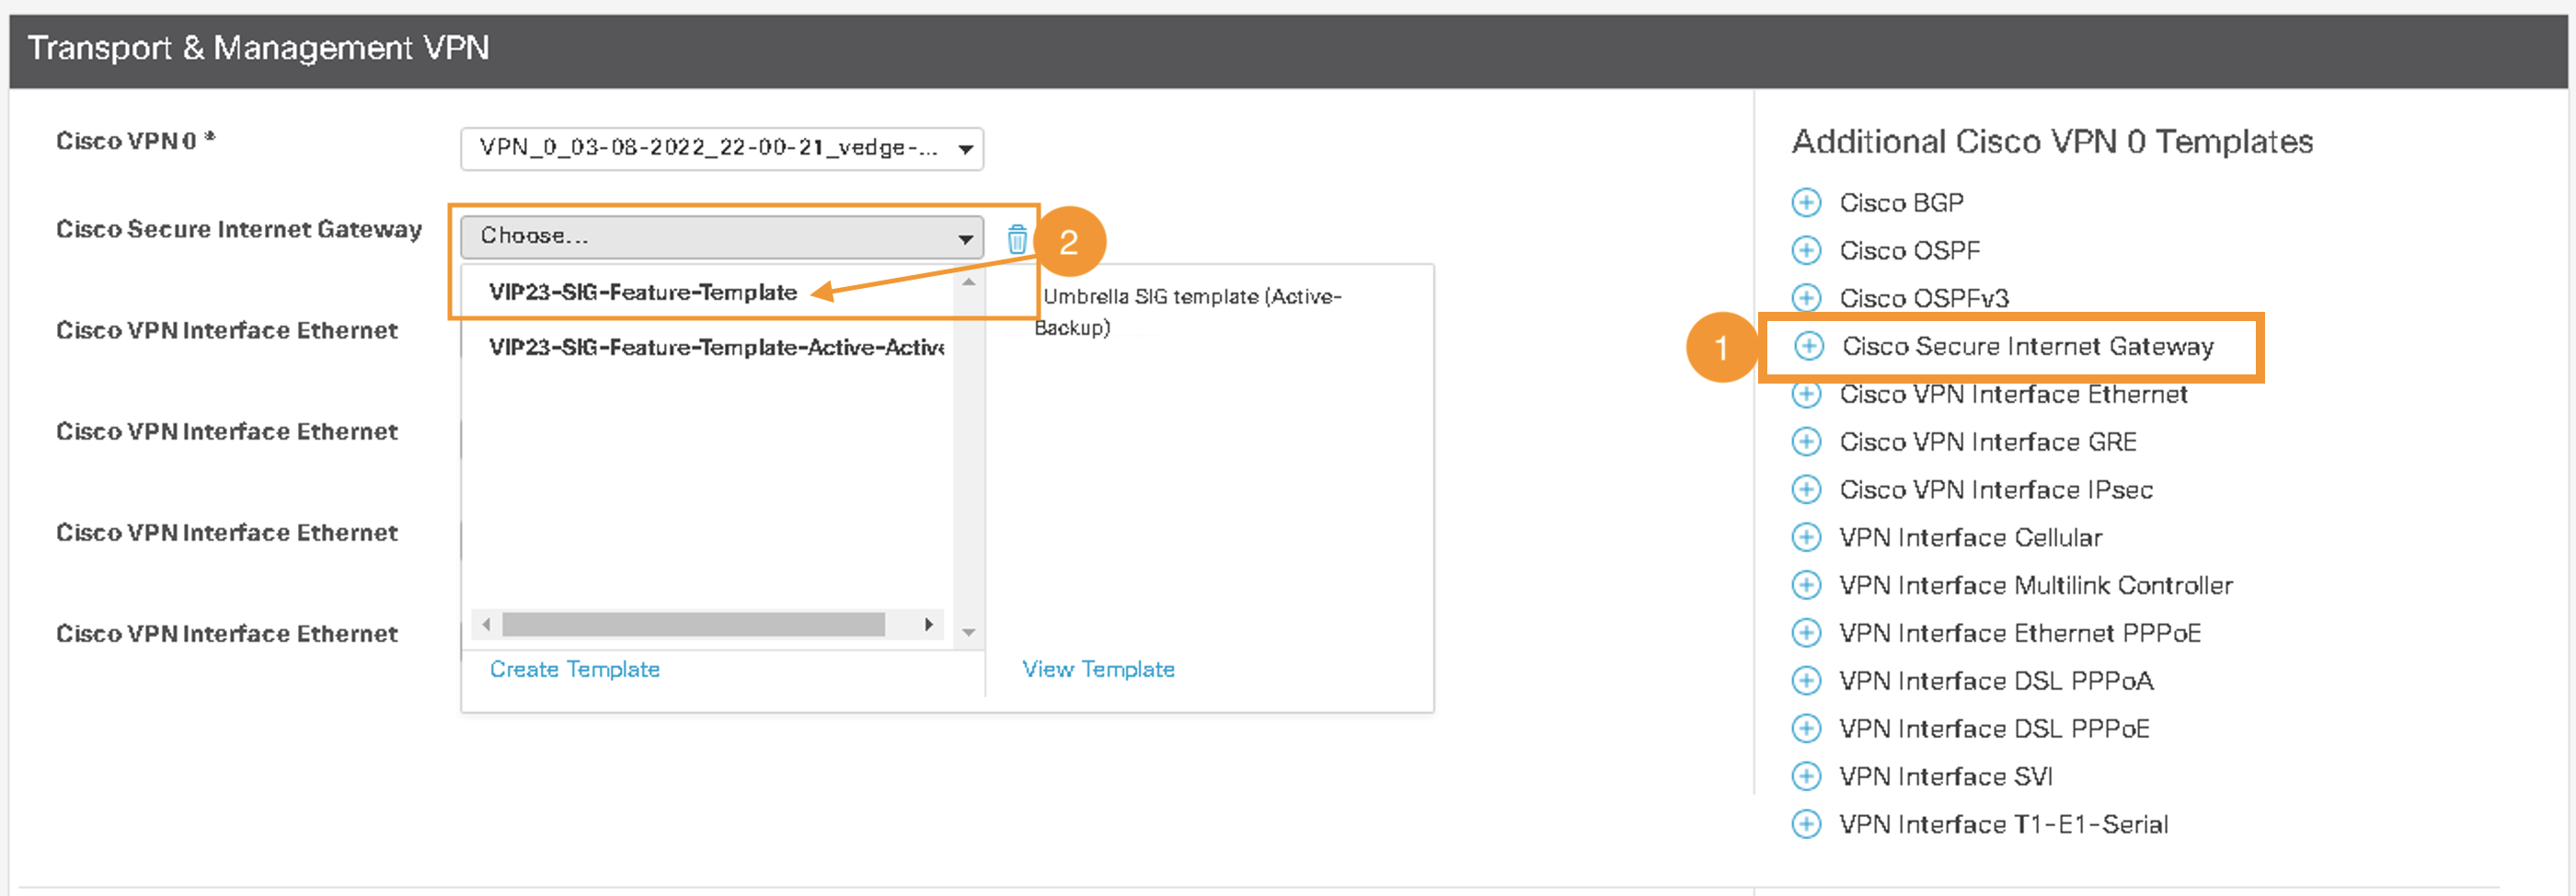 Transport & Management VPN
Cisco VPN 0 *
VPN_0_03-08-2022_22-00-21_vedge-...
Cisco Secure Internet Gateway
Choose...
2
VIP23-SIG-Feature-Template
VIP23-SIG-Feature-Template-Active-Active
Umbrella SIG template (Active-
Backup)
Cisco VPN Interface Ethernet
Cisco VPN Interface Ethernet
Cisco VPN Interface Ethernet
Cisco VPN Interface Ethernet
Create Template
View Template
Additional Cisco VPN 0 Templates
Cisco BGP
Cisco OSPF
Cisco OSPFv3
1
Cisco Secure Internet Gateway
Cisco VPN Interface Ethernet
Cisco VPN Interface GRE
Cisco VPN Interface IPsec
VPN Interface Cellular
VPN Interface Multilink Controller
VPN Interface Ethernet PPPoE
VPN Interface DSL PPPoA
VPN Interface DSL PPPoE
VPN Interface SVI
VPN Interface T1-E1-Serial